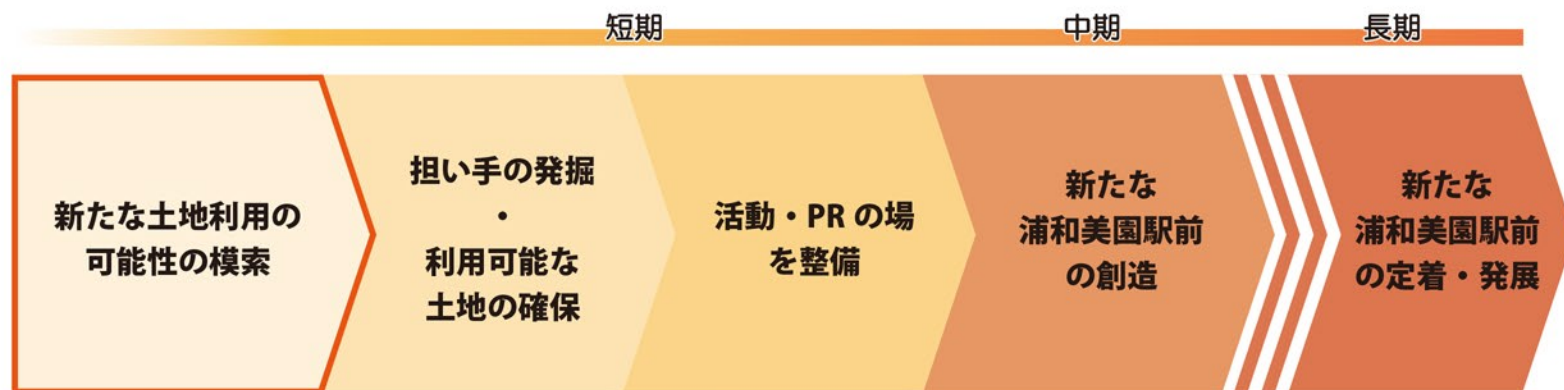 短期
中期
長期
新たな土地利用の
可能性の模索
担い手の発掘
・
利用可能な
土地の確保
活動・PR の場
を整備
新たな
浦和美園駅前
の創造
新たな
浦和美園駅前
の定着・発展